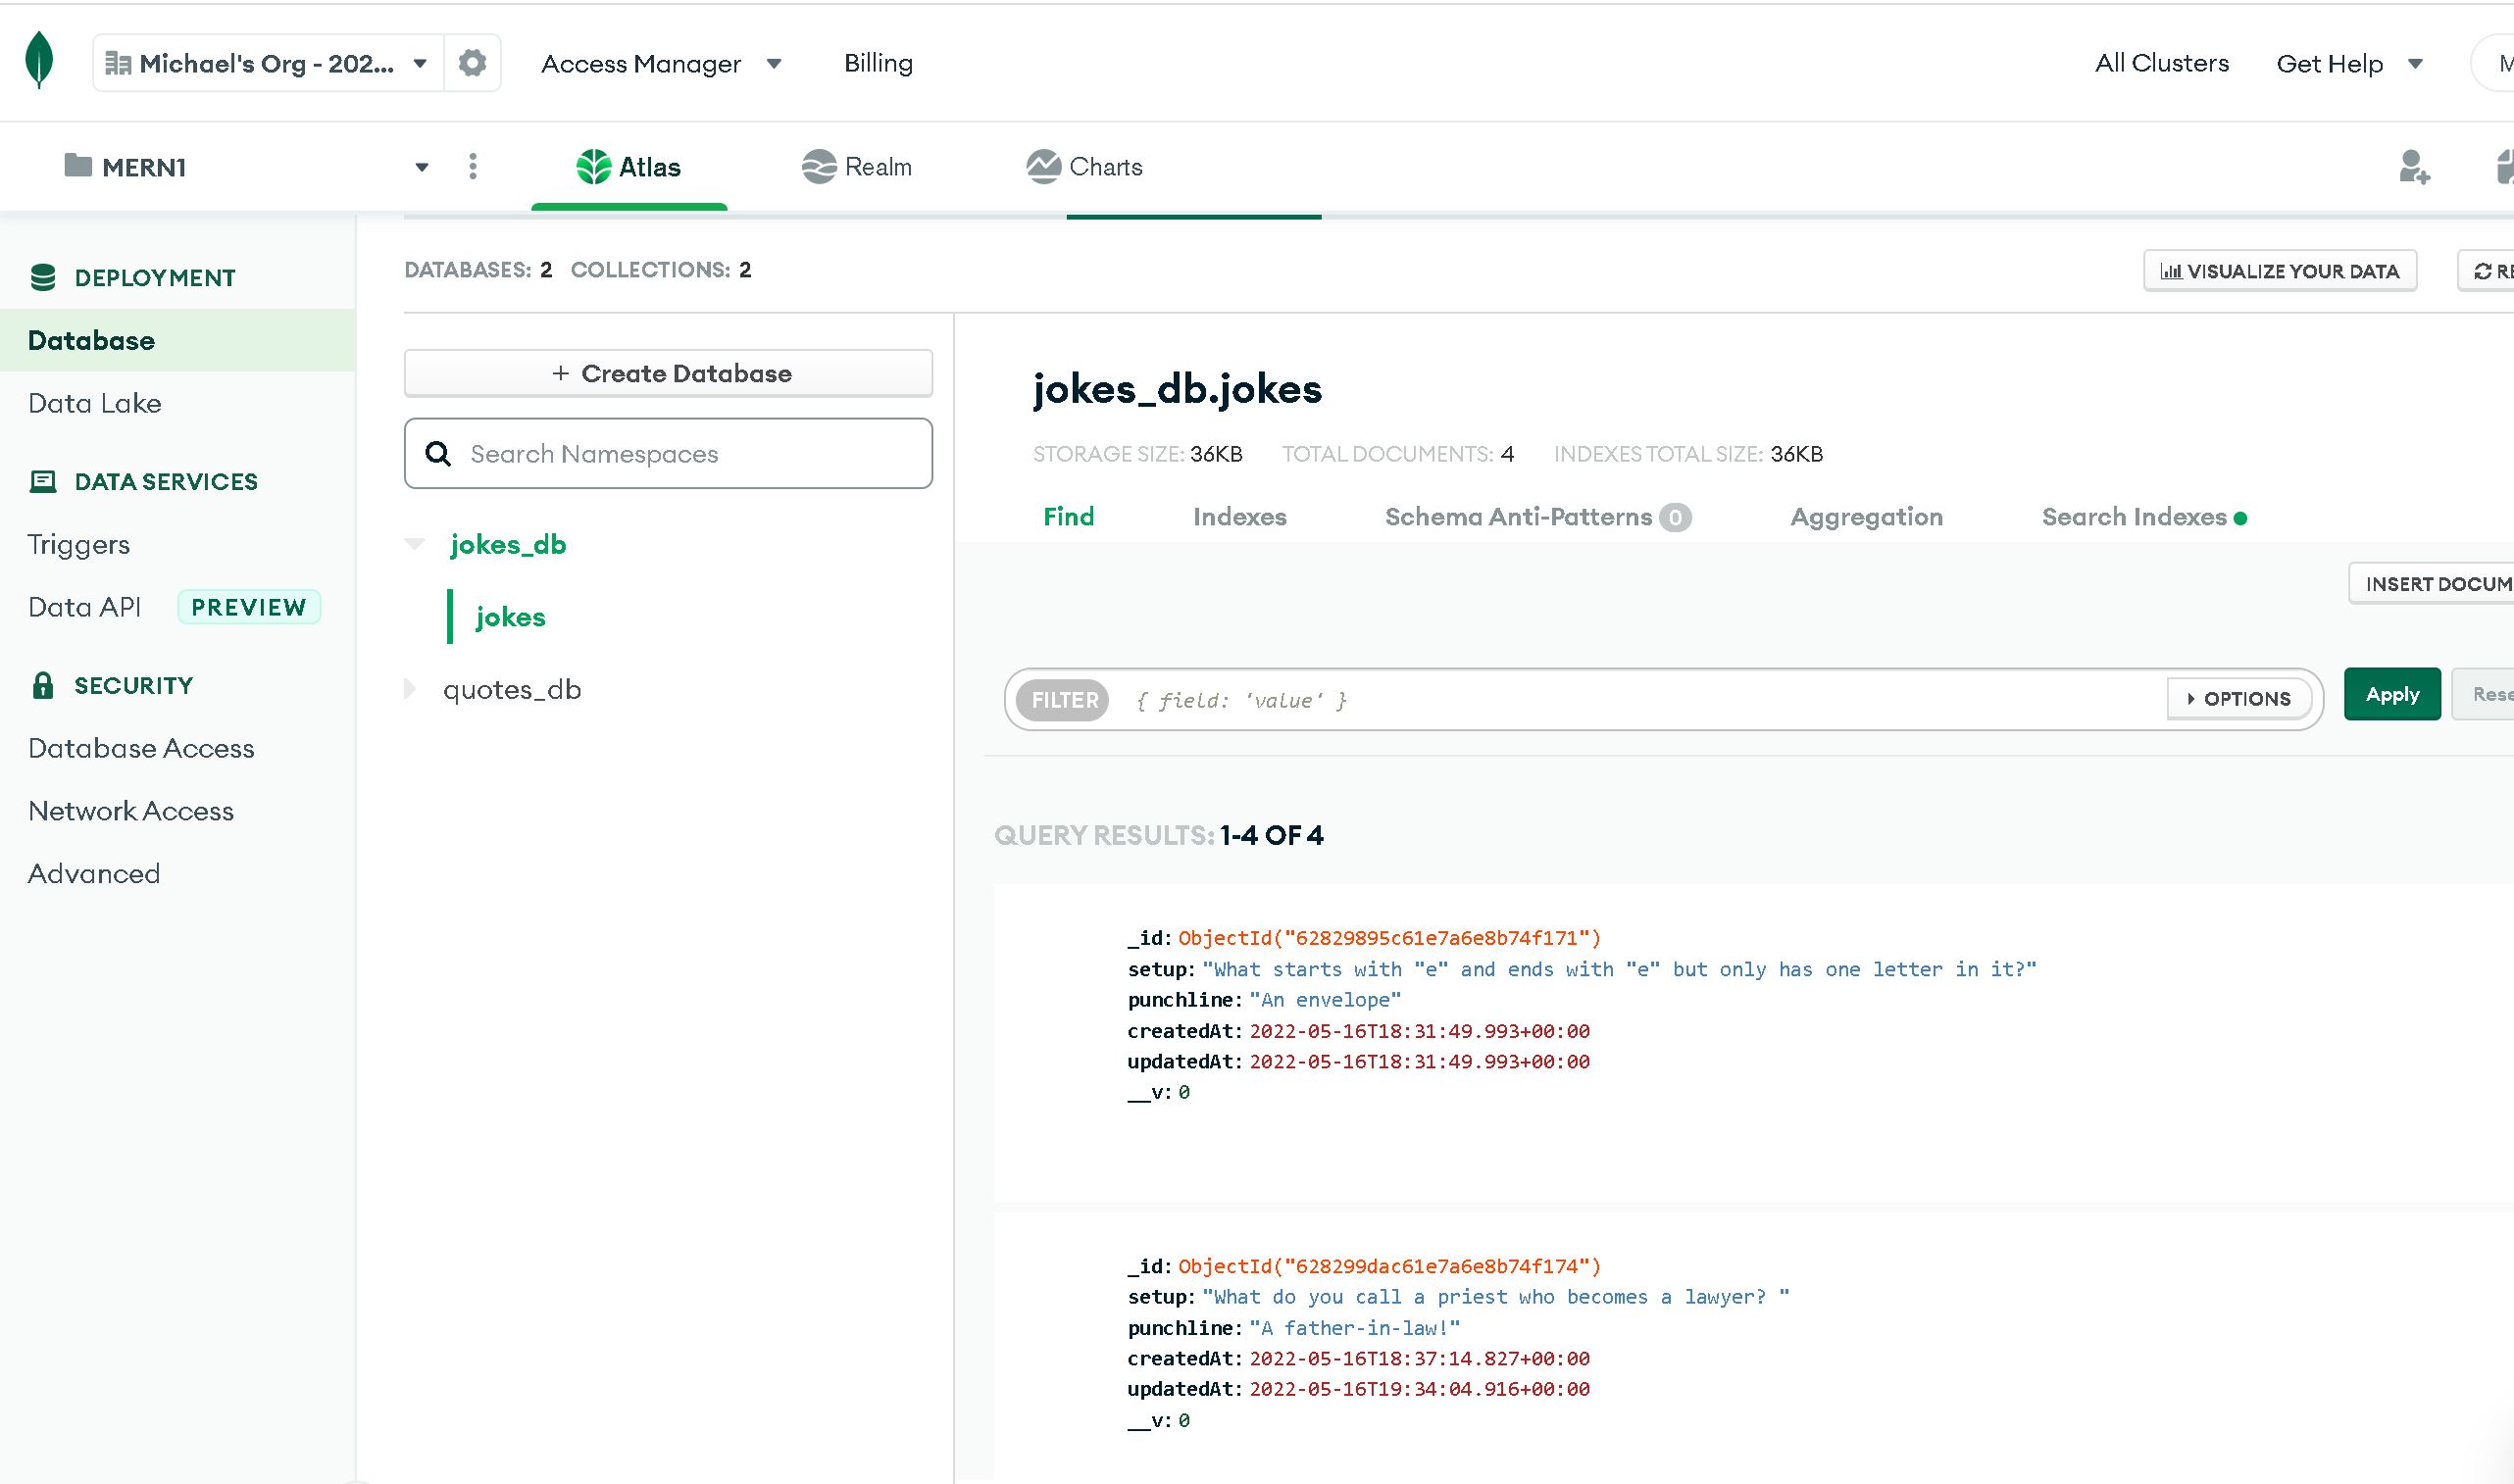 Michael's Org - 202... Access Manager Billing All Clusters Get Help
MERN1 Atlas Realm Charts
DATABASES: 2 COLLECTIONS: 2 VISUALIZE YOUR DATA
DEPLOYMENT
Database
Data Lake
DATA SERVICES
Triggers
Data API PREVIEW
SECURITY
Database Access
Network Access
Advanced
+ Create Database
Search Namespaces
jokes_db
jokes
quotes_db
jokes_db.jokes
STORAGE SIZE: 36KB TOTAL DOCUMENTS: 4 INDEXES TOTAL SIZE: 36KB
Find Indexes Schema Anti-Patterns 0 Aggregation Search Indexes
INSERT DOCUM
FILTER { field: 'value' } OPTIONS Apply Rese
QUERY RESULTS: 1-4 OF 4
_id: ObjectId("62829895c61e7a6e8b74f171")
setup: "What starts with "e" and ends with "e" but only has one letter in it?"
punchline: "An envelope"
createdAt: 2022-05-16T18:31:49.993+00:00
updatedAt: 2022-05-16T18:31:49.993+00:00
__v: 0
_id: ObjectId("628299dac61e7a6e8b74f174")
setup: "What do you call a priest who becomes a lawyer? "
punchline: "A father-in-law!"
createdAt: 2022-05-16T18:37:14.827+00:00
updatedAt: 2022-05-16T19:34:04.916+00:00
__v: 0